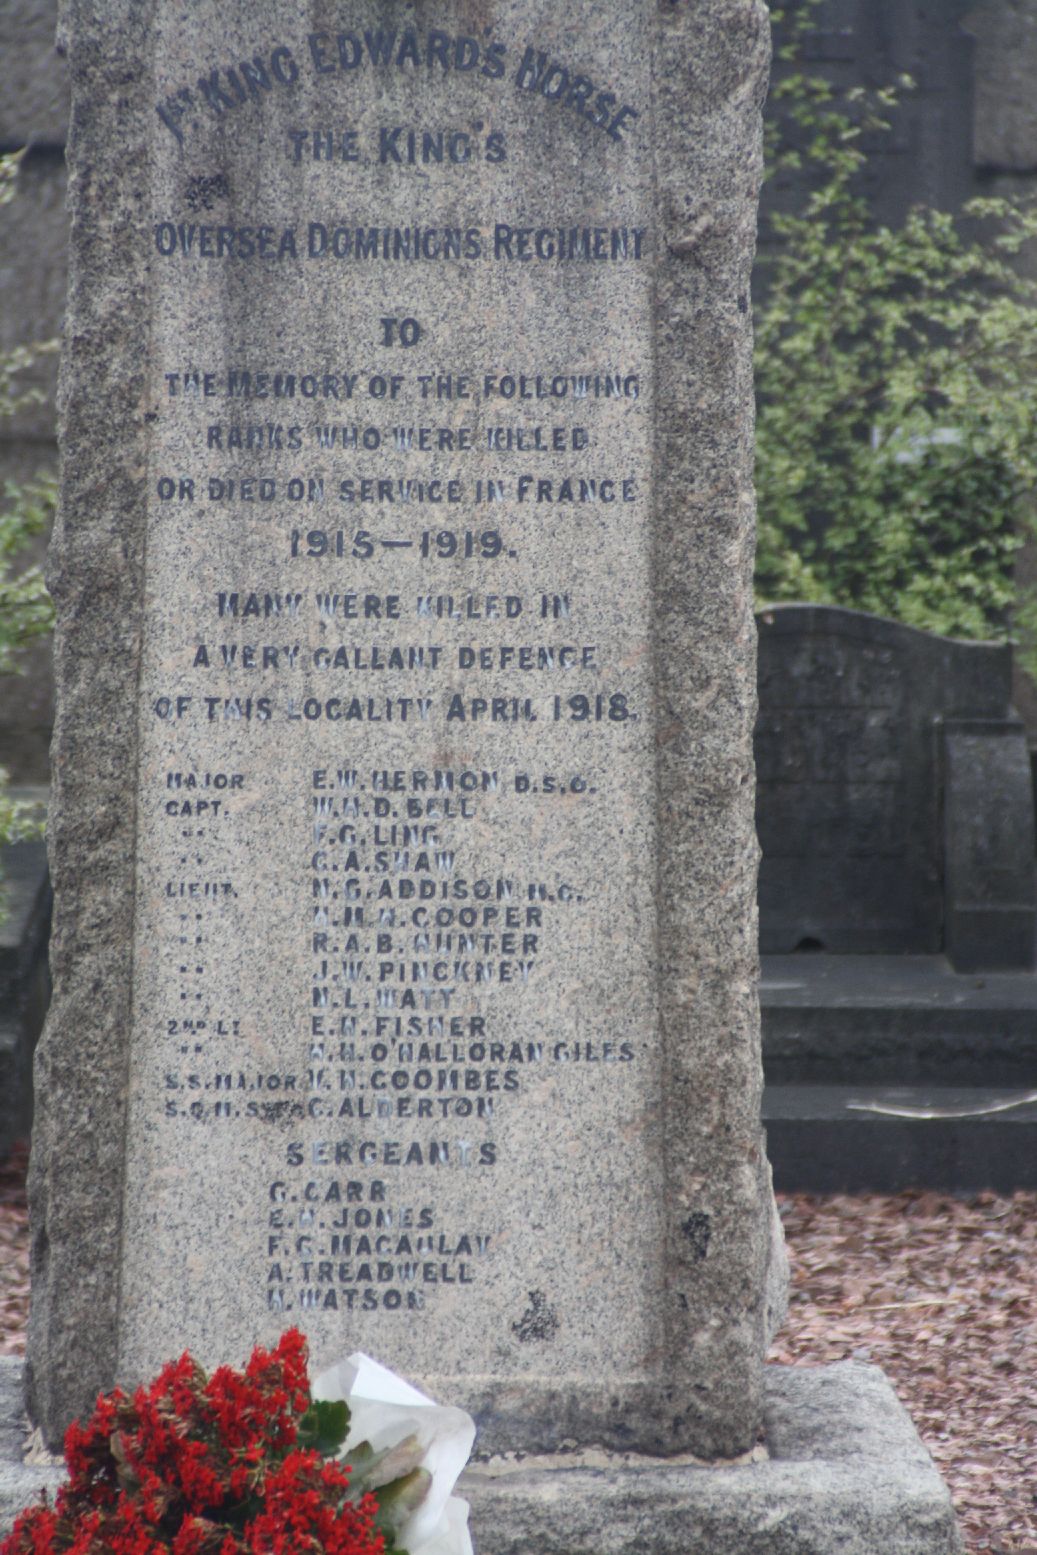 1ST KING EDWARD'S HORSE
THE KING'S
OVERSEA DOMINIONS REGIMENT
TO
THE MEMORY OF THE FOLLOWING
RANKS WHO WERE KILLED
OR DIED ON SERVICE IN FRANCE
1915—1919.
MANY WERE KILLED IN
A VERY GALLANT DEFENCE
OF THIS LOCALITY APRIL 1918.
MAJOR E.W. HERMON D.S.O.
CAPT. W.H.D. BELL
" F.G. LING
" G.A. SHAW
LIEUT. N.G. ADDISON M.C.
" COOPER
" R.A.B. HUNTER
" J.W. PINCKNEY
" N.L. WATT
2ND LT E.H. FISHER
" O'HALLORAN GILES
S.S. MAJOR COOMBES
S.Q.M.S. C. ALDERTON
SERGEANTS
G. CARR
JONES
F.C. MACAULAY
A. TREADWELL
WATSON